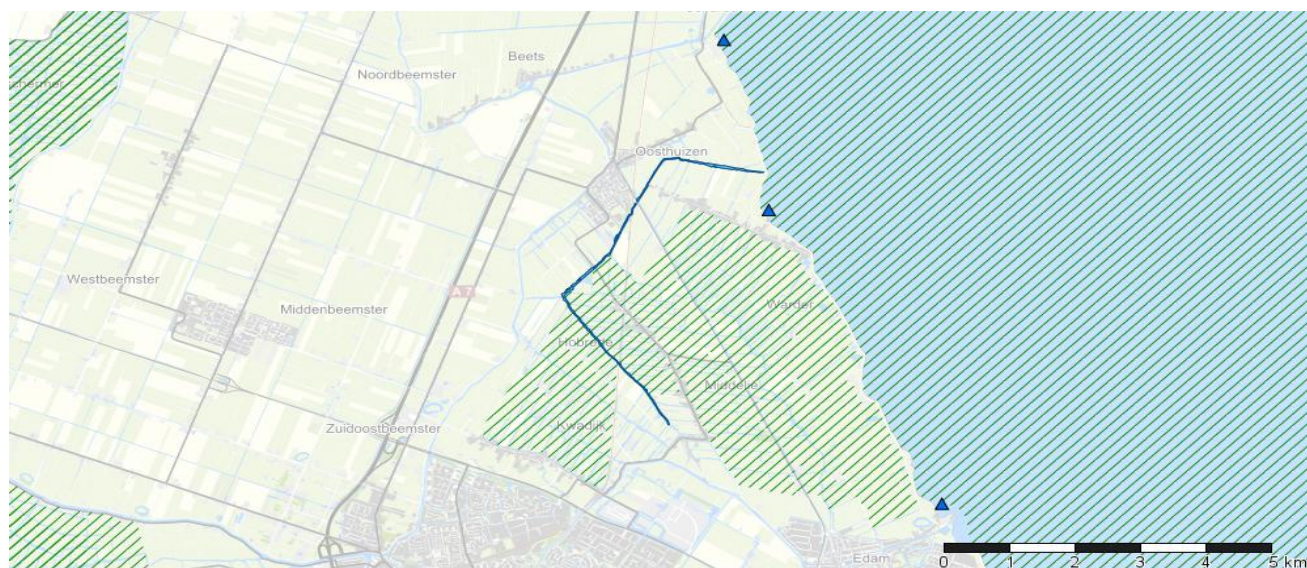 Beets
Noordbeemster
chermer
Oosthuizen
Westbeemster
A 7
Middenbeemster
Warder
Hobrede
Middelie
Kwadijk
Zuidoostbeemster
Edam
0 1 2 3 4 5 km